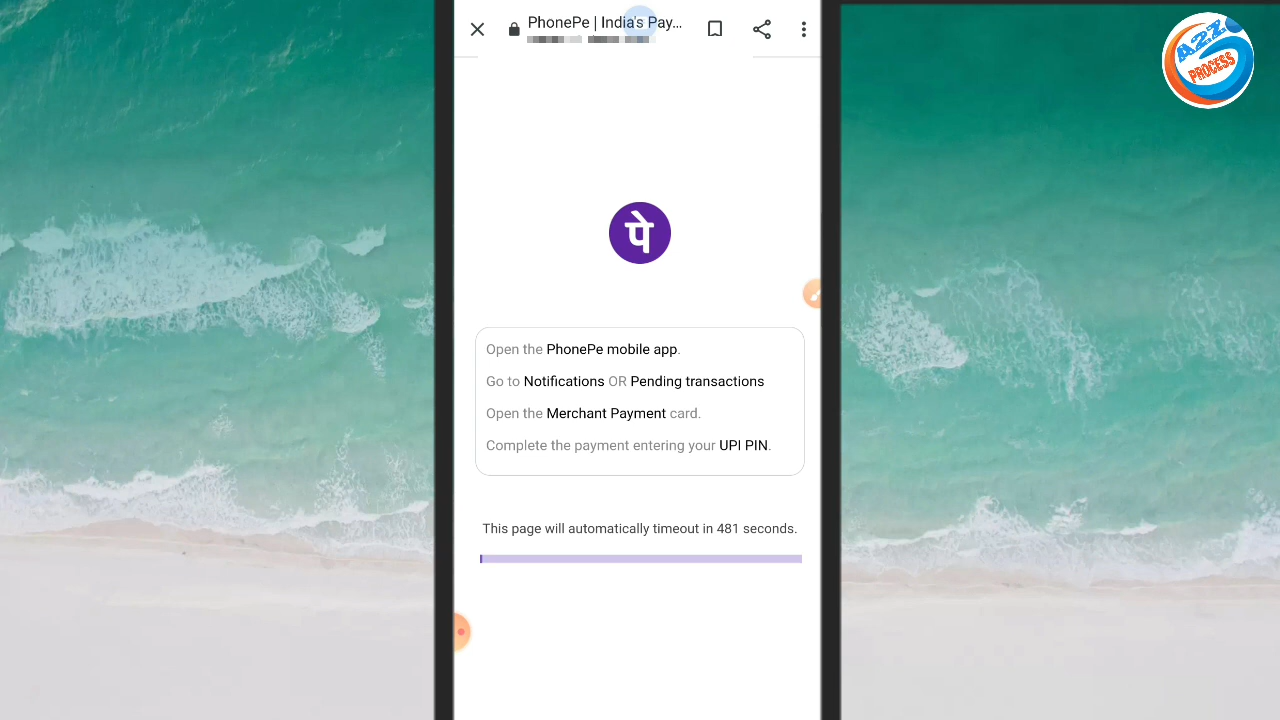 PhonePe | India's Pay...
A2Z
PROCESS
पे
Open the PhonePe mobile app.
Go to Notifications OR Pending transactions
Open the Merchant Payment card.
Complete the payment entering your UPI PIN.
This page will automatically timeout in 481 seconds.